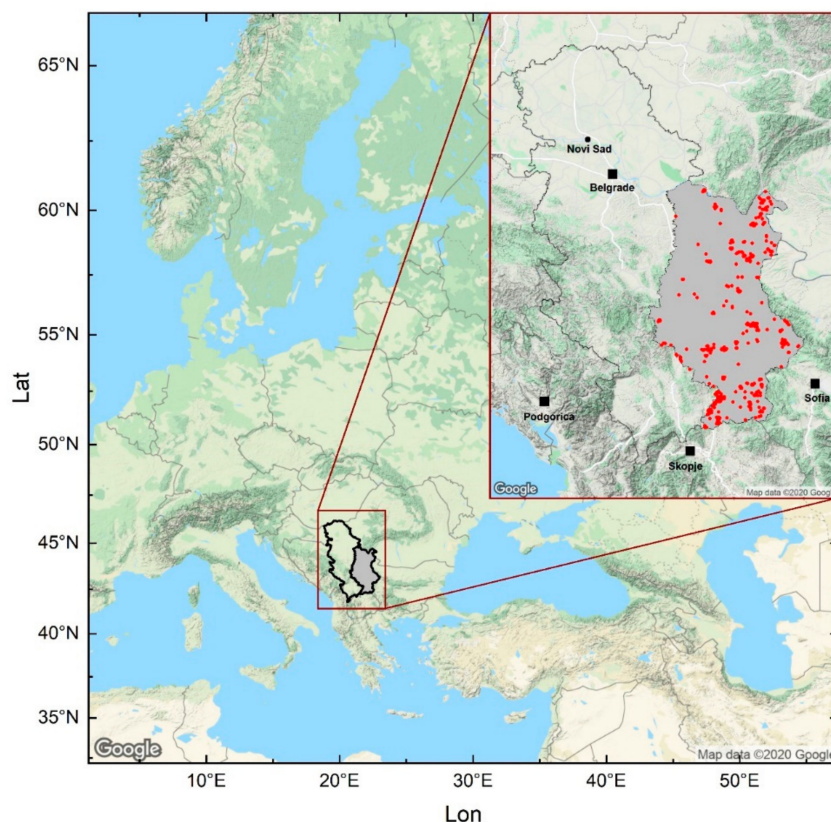 65°N
60°N
55°N
50°N
45°N
40°N
35°N
Lat
10°E
20°E
30°E
40°E
50°E
Lon
Novi Sad
Belgrade
Podgorica
Skopje
Sofia
Google
Map data ©2020 Google
Google
Map data ©2020 Google